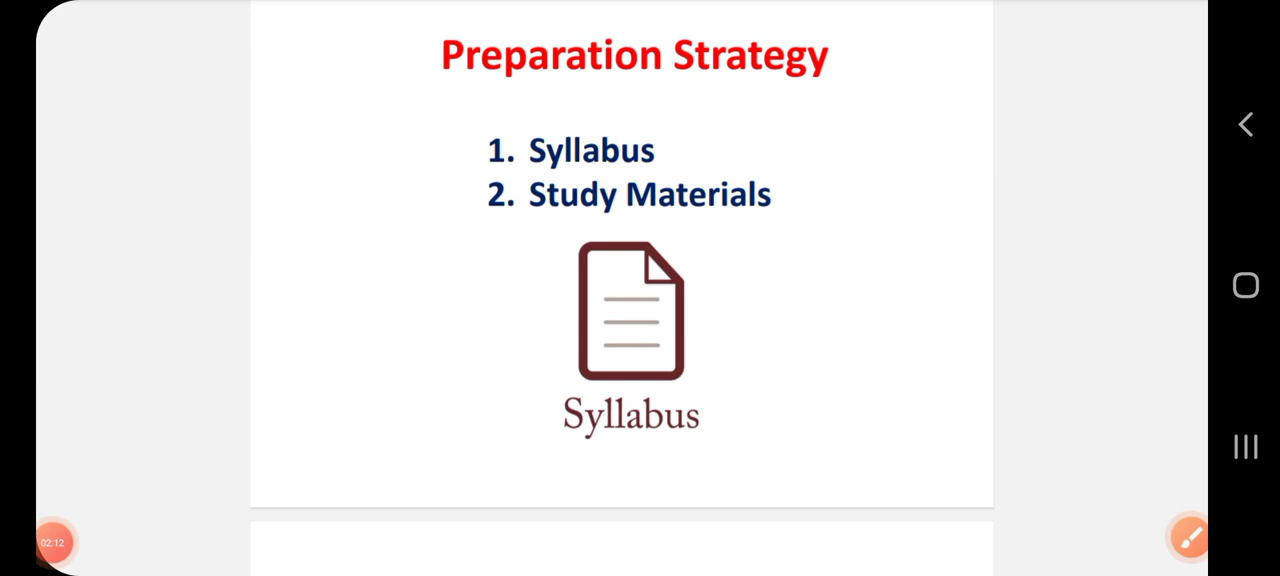 Preparation Strategy
1. Syllabus
2. Study Materials
Syllabus
02:12